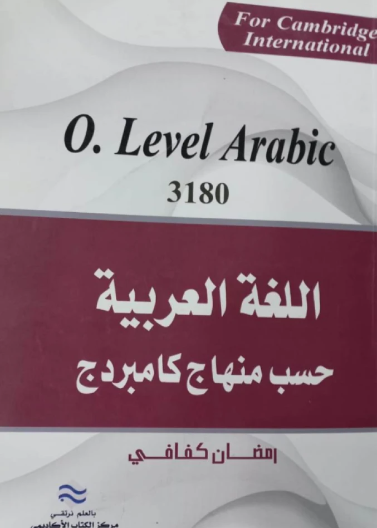 For Cambridge
International
O. Level Arabic
3180
اللغة العربية
حسب منهاج كامبردج
رمضان كفافي
بالعلم نرتقي
مركز الكتاب الأكاديمي